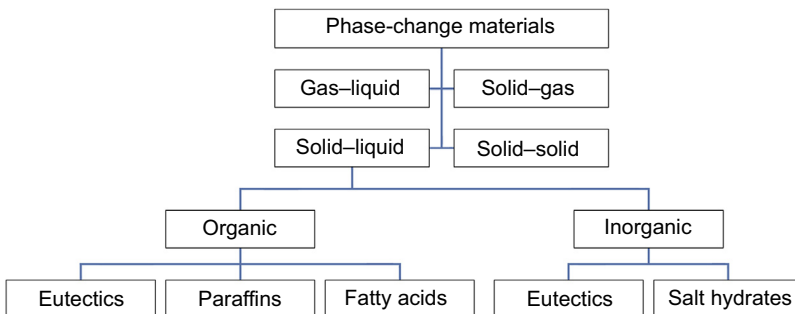 Phase-change materials
Gas–liquid
Solid–gas
Solid–liquid
Solid–solid
Organic
Inorganic
Eutectics
Paraffins
Fatty acids
Eutectics
Salt hydrates